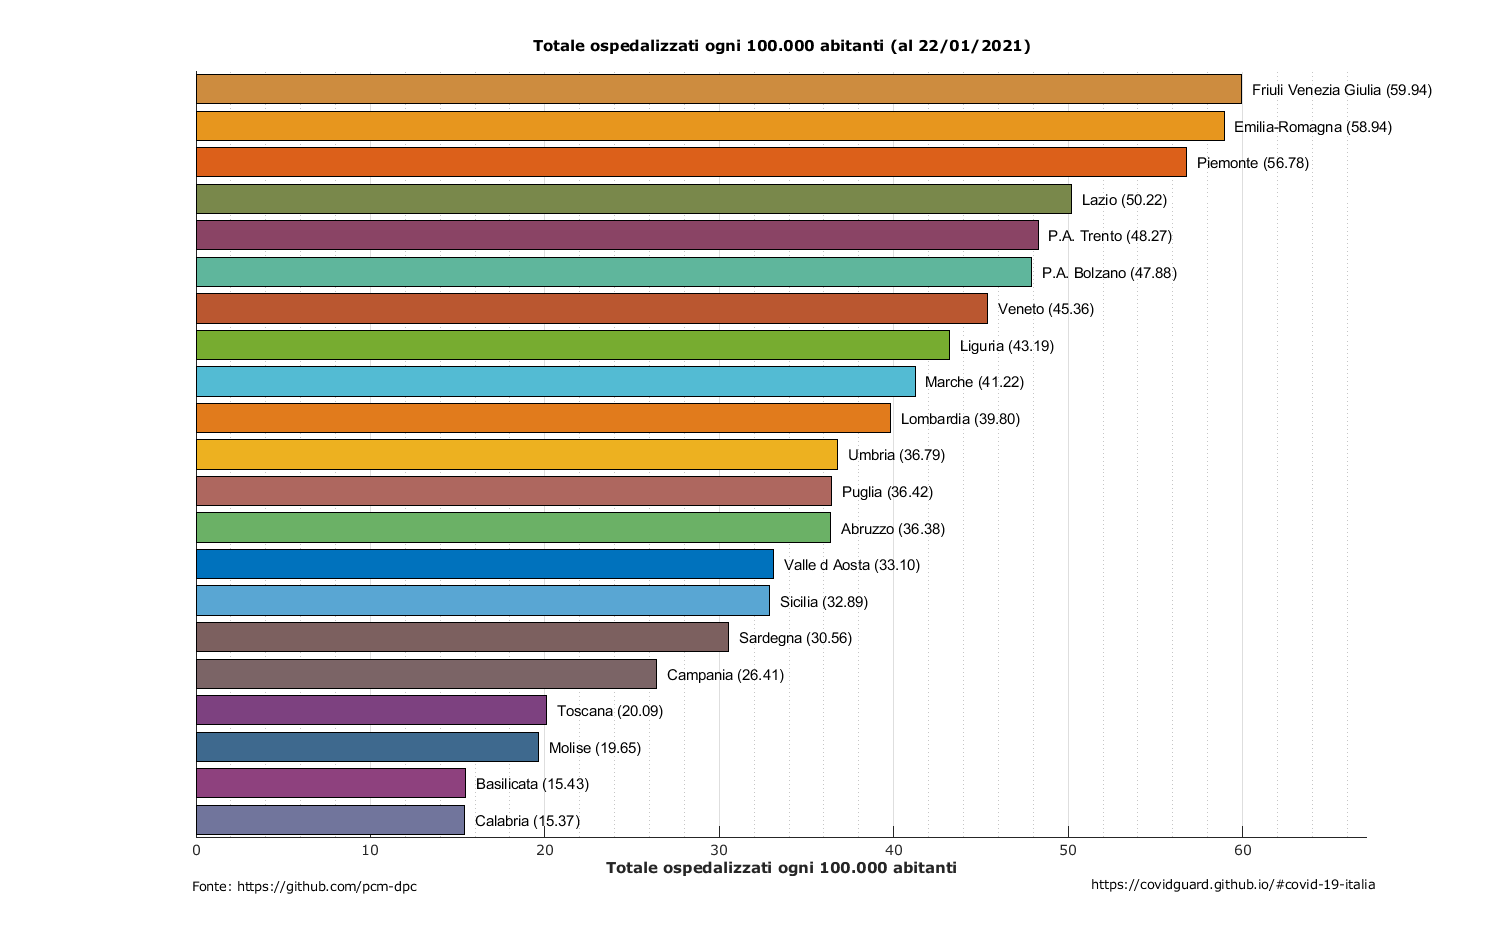 Totale ospedalizzati ogni 100.000 abitanti (al 22/01/2021)
Friuli Venezia Giulia (59.94)
Emilia-Romagna (58.94)
Piemonte (56.78)
Lazio (50.22)
P.A. Trento (48.27)
P.A. Bolzano (47.88)
Veneto (45.36)
Liguria (43.19)
Marche (41.22)
Lombardia (39.80)
Umbria (36.79)
Puglia (36.42)
Abruzzo (36.38)
Valle d Aosta (33.10)
Sicilia (32.89)
Sardegna (30.56)
Campania (26.41)
Toscana (20.09)
Molise (19.65)
Basilicata (15.43)
Calabria (15.37)
0 10 20 30 40 50 60
Totale ospedalizzati ogni 100.000 abitanti
Fonte: https://github.com/pcm-dpc
https://covidguard.github.io/#covid-19-italia